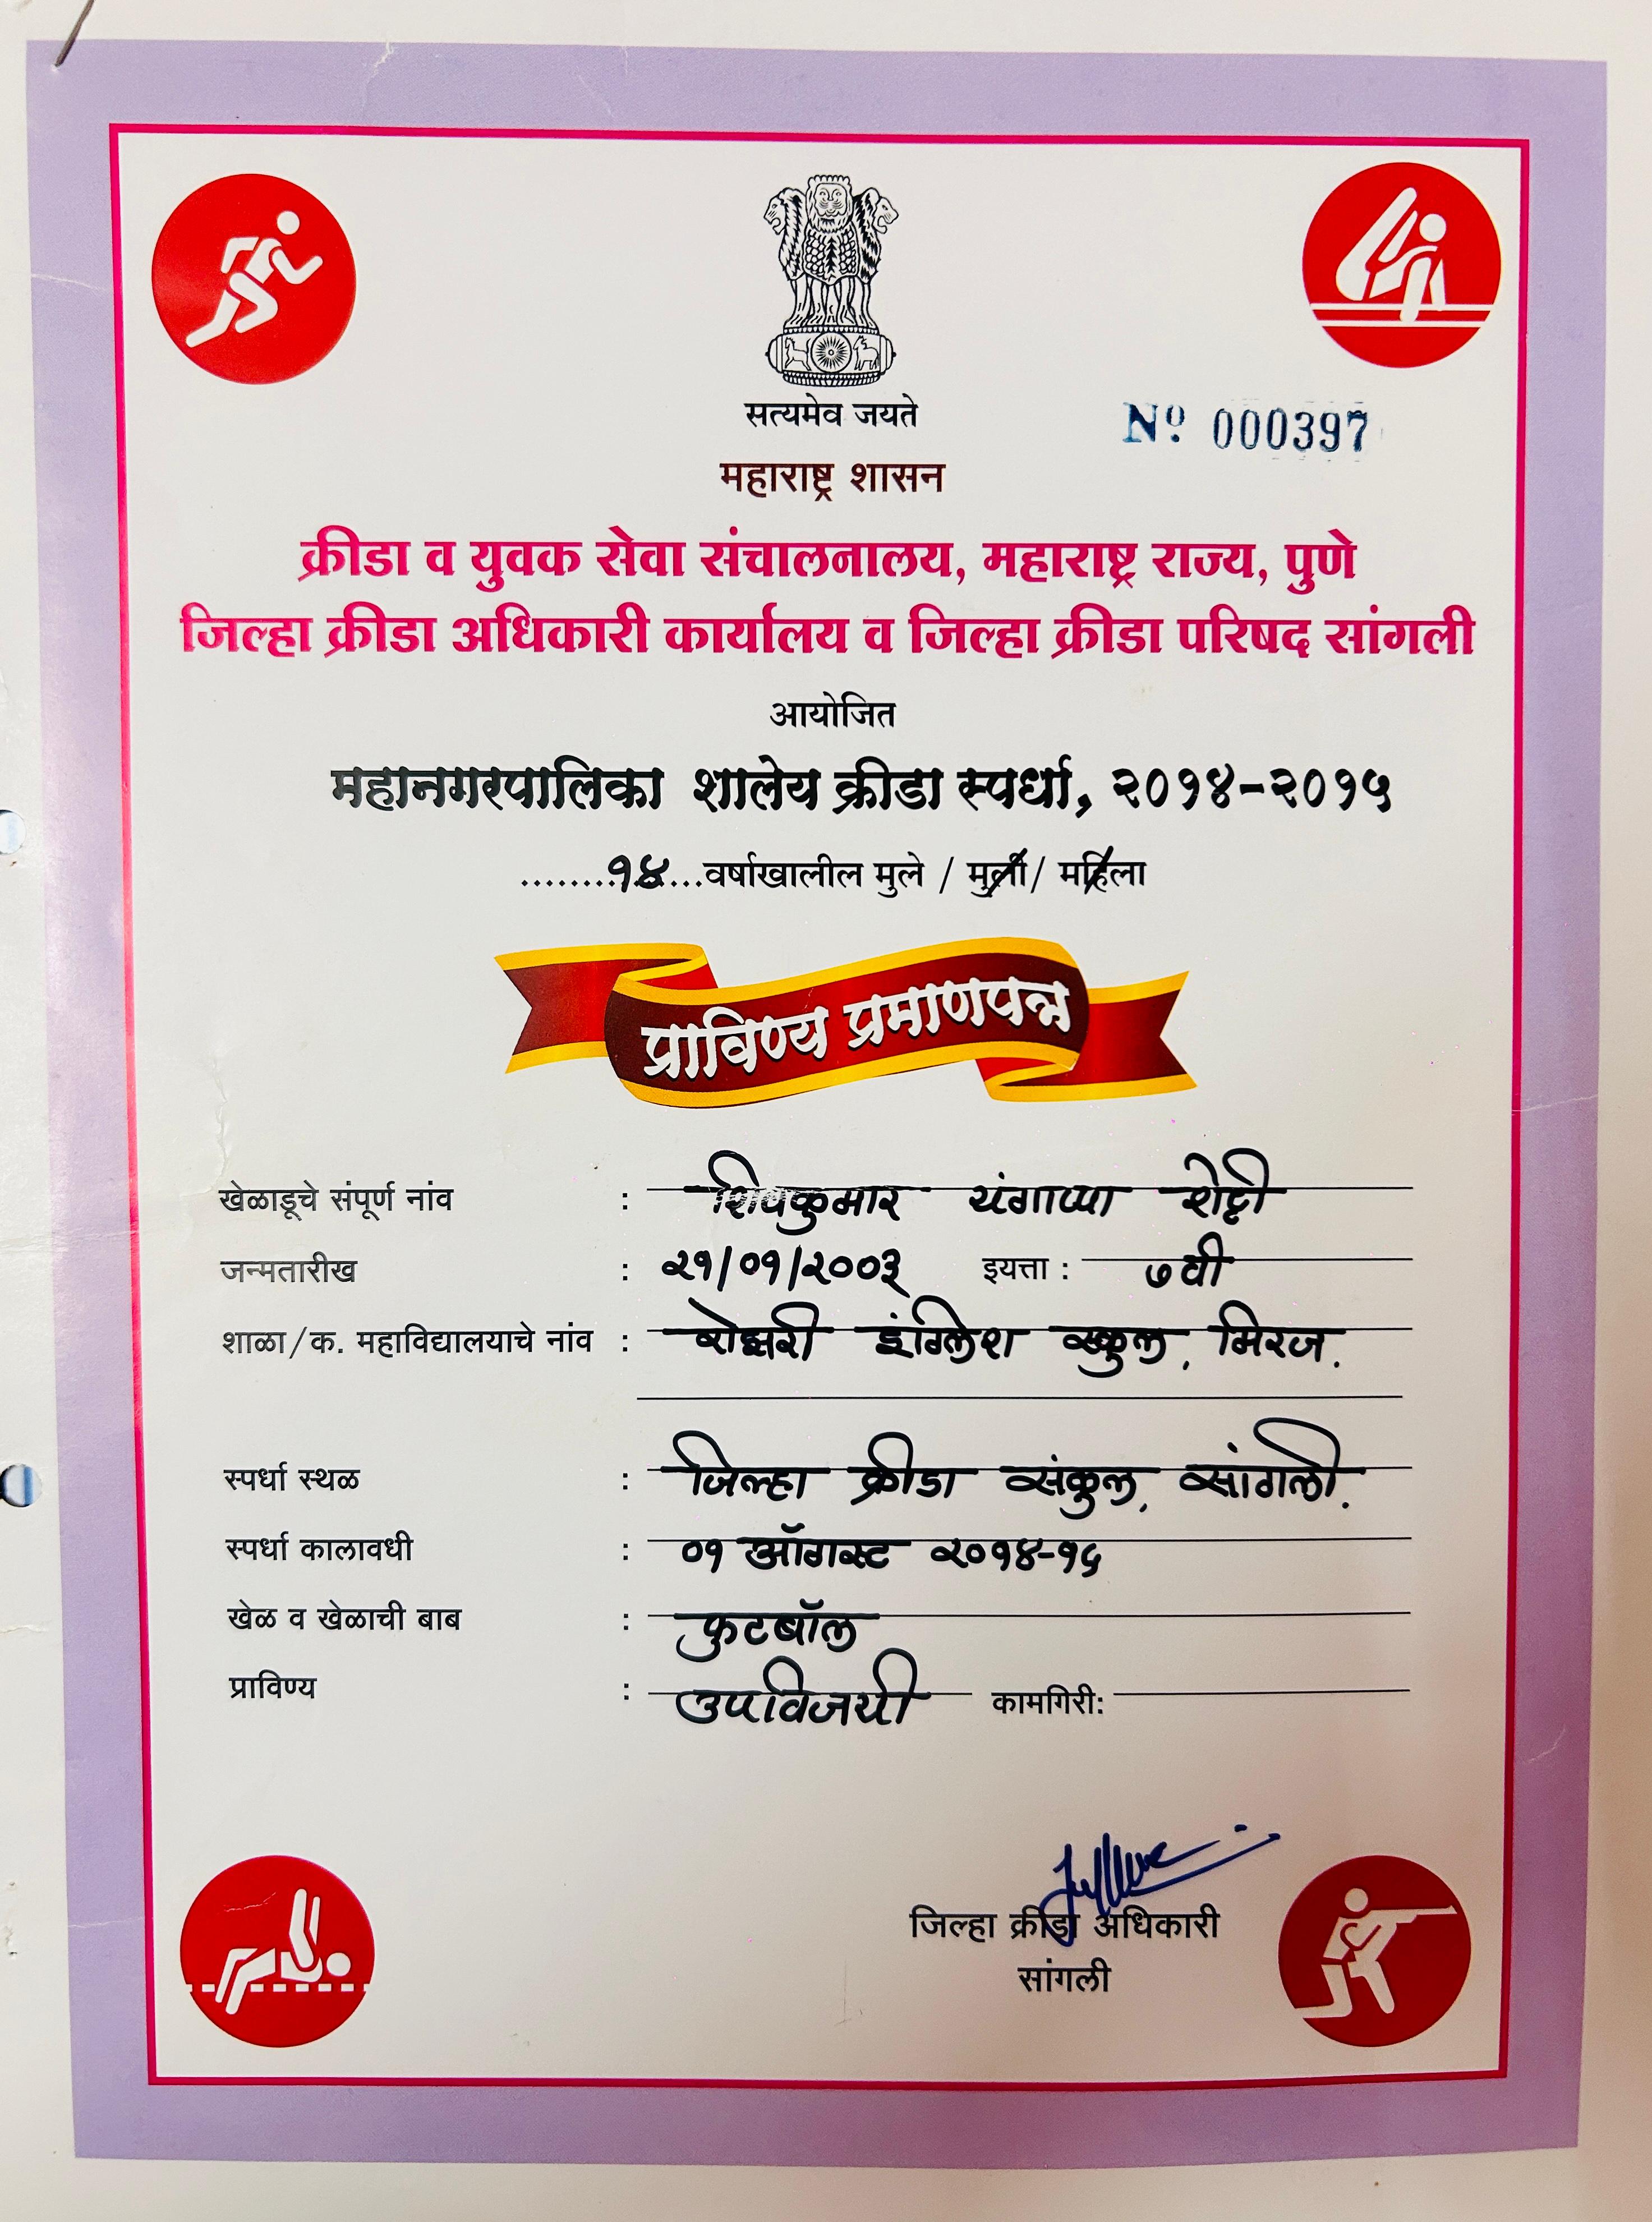 सत्यमेव जयते
Nº 000397
महाराष्ट्र शासन
क्रीडा व युवक सेवा संचालनालय, महाराष्ट्र राज्य, पुणे
जिल्हा क्रीडा अधिकारी कार्यालय व जिल्हा क्रीडा परिषद सांगली
आयोजित
महानगरपालिका शालेय क्रीडा स्पर्धा, २०१४-२०१५
........१४...वर्षाखालील मुले / मुली / महिला
प्राविण्य प्रमाणपत्र
खेळाडूचे संपूर्ण नांव : शिवकुमार यंगाप्पा शेट्टी
जन्मतारीख : २१/०१/२००३ इयत्ता : ७वी
शाळा/क. महाविद्यालयाचे नांव : रोझरी इंग्लिश स्कुल, मिरज.
स्पर्धा स्थळ : जिल्हा क्रीडा संकुल, सांगली.
स्पर्धा कालावधी : ०१ ऑगस्ट २०१४-१५
खेळ व खेळाची बाब : फुटबॉल
प्राविण्य : उपविजयी कामगिरी:
जिल्हा क्रीडा अधिकारी
सांगली